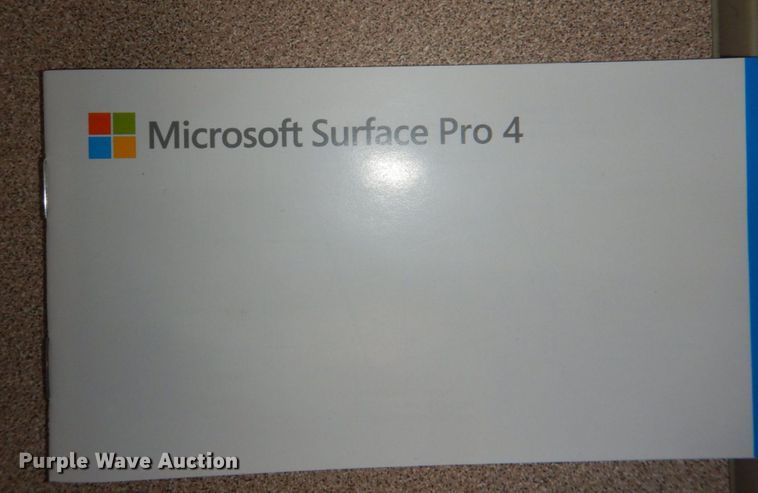 Microsoft Surface Pro 4
Purple Wave Auction